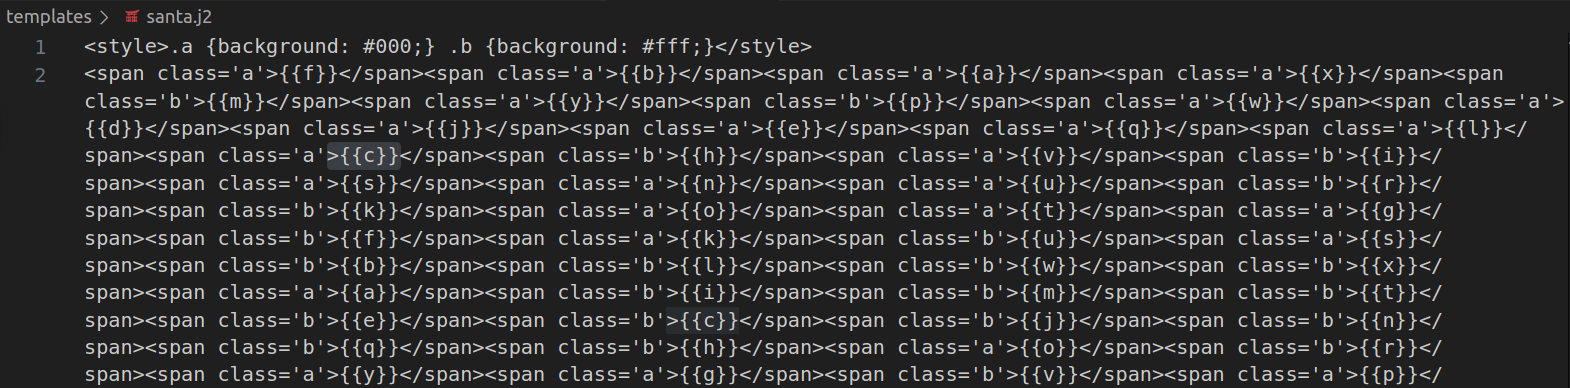 templates > santa.j2
1 <style>.a {background: #000;} .b {background: #fff;}</style>
2 <span class='a'>{{f}}</span><span class='a'>{{b}}</span><span class='a'>{{a}}</span><span class='a'>{{x}}</span><span
class='b'>{{m}}</span><span class='a'>{{y}}</span><span class='b'>{{p}}</span><span class='a'>{{w}}</span><span class='a'>
{{d}}</span><span class='a'>{{j}}</span><span class='a'>{{e}}</span><span class='a'>{{q}}</span><span class='a'>{{l}}</
span><span class='a'>{{c}}</span><span class='b'>{{h}}</span><span class='a'>{{v}}</span><span class='b'>{{i}}</
span><span class='a'>{{s}}</span><span class='a'>{{n}}</span><span class='a'>{{u}}</span><span class='b'>{{r}}</
span><span class='b'>{{k}}</span><span class='a'>{{o}}</span><span class='a'>{{t}}</span><span class='a'>{{g}}</
span><span class='b'>{{f}}</span><span class='a'>{{k}}</span><span class='b'>{{u}}</span><span class='a'>{{s}}</
span><span class='b'>{{b}}</span><span class='b'>{{l}}</span><span class='b'>{{w}}</span><span class='b'>{{x}}</
span><span class='a'>{{a}}</span><span class='b'>{{i}}</span><span class='b'>{{m}}</span><span class='b'>{{t}}</
span><span class='b'>{{e}}</span><span class='b'>{{c}}</span><span class='b'>{{j}}</span><span class='b'>{{n}}</
span><span class='b'>{{q}}</span><span class='b'>{{h}}</span><span class='a'>{{o}}</span><span class='b'>{{r}}</
span><span class='a'>{{y}}</span><span class='a'>{{g}}</span><span class='b'>{{v}}</span><span class='a'>{{p}}</